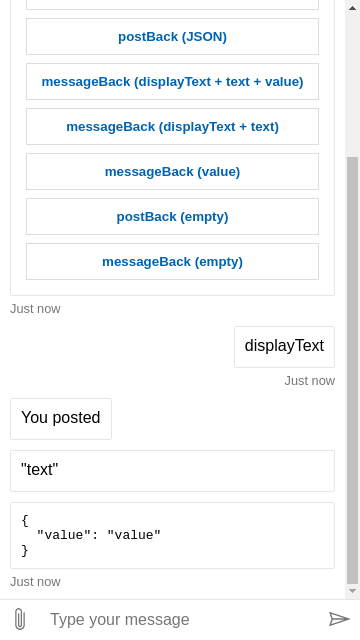 postBack (JSON)
messageBack (displayText + text + value)
messageBack (displayText + text)
messageBack (value)
postBack (empty)
messageBack (empty)
Just now
displayText
Just now
You posted
"text"
{
  "value": "value"
}
Just now
Type your message